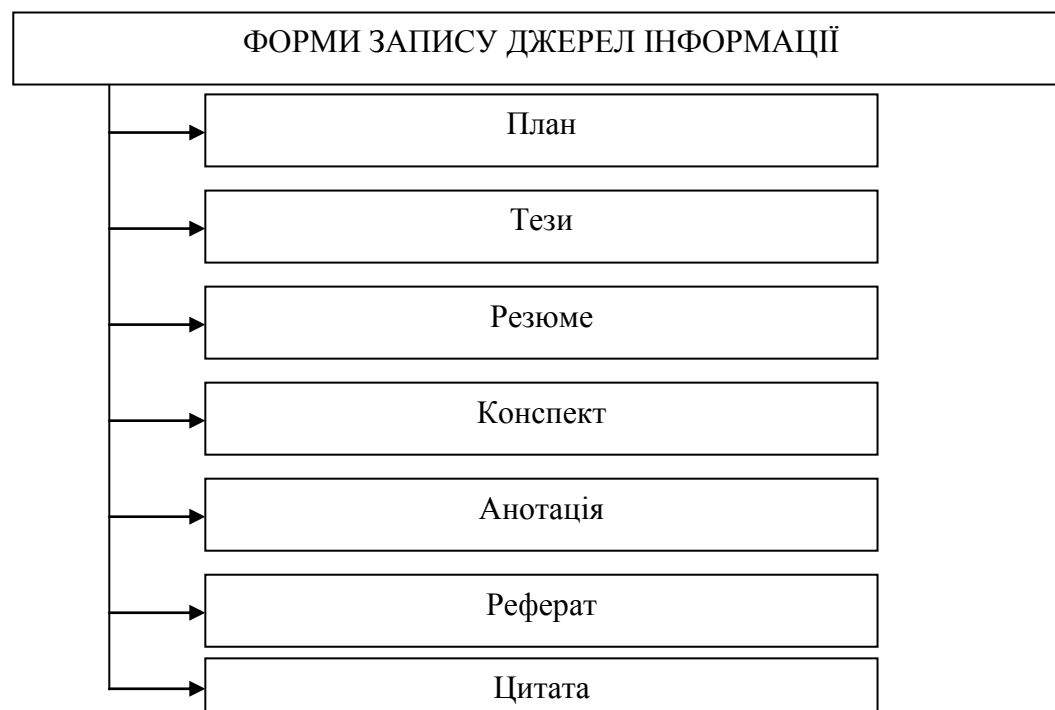 ФОРМИ ЗАПИСУ ДЖЕРЕЛ ІНФОРМАЦІЇ
План
Тези
Резюме
Конспект
Анотація
Реферат
Цитата